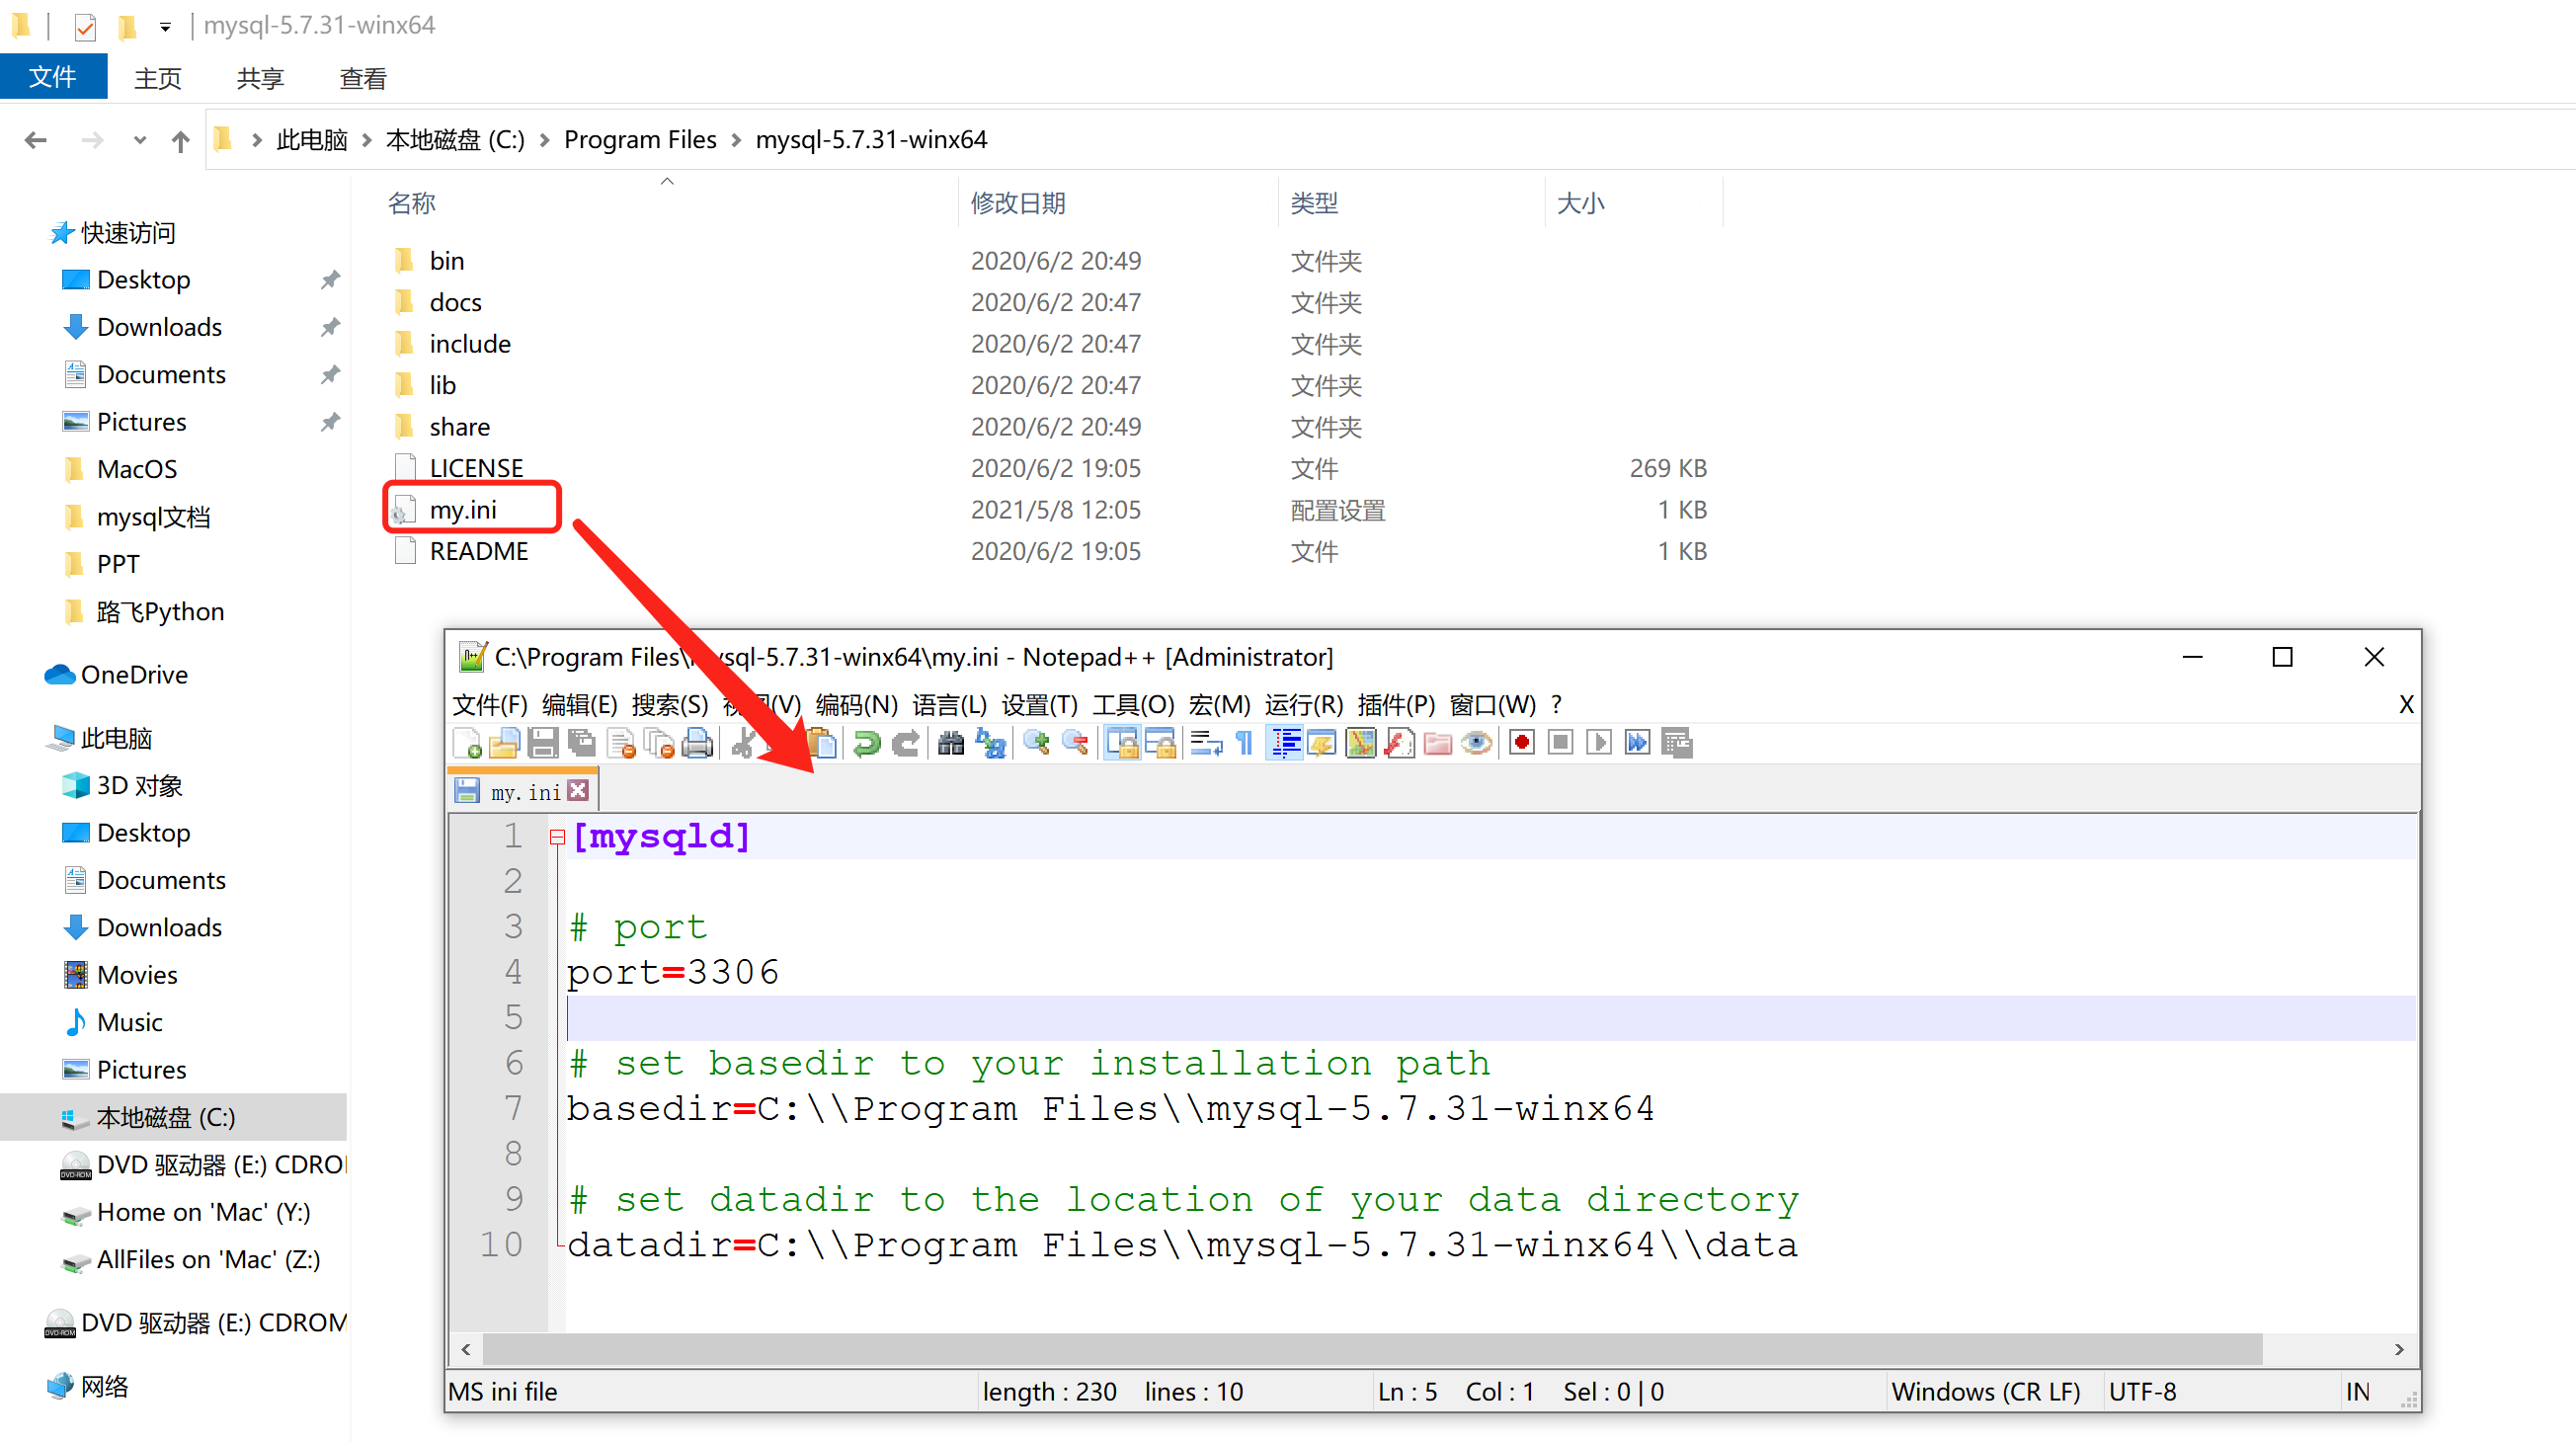 mysql-5.7.31-winx64
文件 主页 共享 查看
此电脑 本地磁盘 (C:) Program Files mysql-5.7.31-winx64
名称 修改日期 类型 大小
快速访问
Desktop
Downloads
Documents
Pictures
MacOS
mysql文档
PPT
路飞Python
OneDrive
此电脑
3D 对象
Desktop
Documents
Downloads
Movies
Music
Pictures
本地磁盘 (C:)
DVD 驱动器 (E:) CDRO
Home on 'Mac' (Y:)
AllFiles on 'Mac' (Z:)
DVD 驱动器 (E:) CDROM
网络
bin 2020/6/2 20:49 文件夹
docs 2020/6/2 20:47 文件夹
include 2020/6/2 20:47 文件夹
lib 2020/6/2 20:47 文件夹
share 2020/6/2 20:49 文件夹
LICENSE 2020/6/2 19:05 文件 269 KB
my.ini 2021/5/8 12:05 配置设置 1 KB
README 2020/6/2 19:05 文件 1 KB
C:\Program Files\mysql-5.7.31-winx64\my.ini - Notepad++ [Administrator]
文件(F) 编辑(E) 搜索(S) 视图(V) 编码(N) 语言(L) 设置(T) 工具(O) 宏(M) 运行(R) 插件(P) 窗口(W) ? X
my.ini
1 [mysqld]
2
3 # port
4 port=3306
5
6 # set basedir to your installation path
7 basedir=C:\\Program Files\\mysql-5.7.31-winx64
8
9 # set datadir to the location of your data directory
10 datadir=C:\\Program Files\\mysql-5.7.31-winx64\\data
MS ini file length : 230 lines : 10 Ln : 5 Col : 1 Sel : 0 | 0 Windows (CR LF) UTF-8 IN